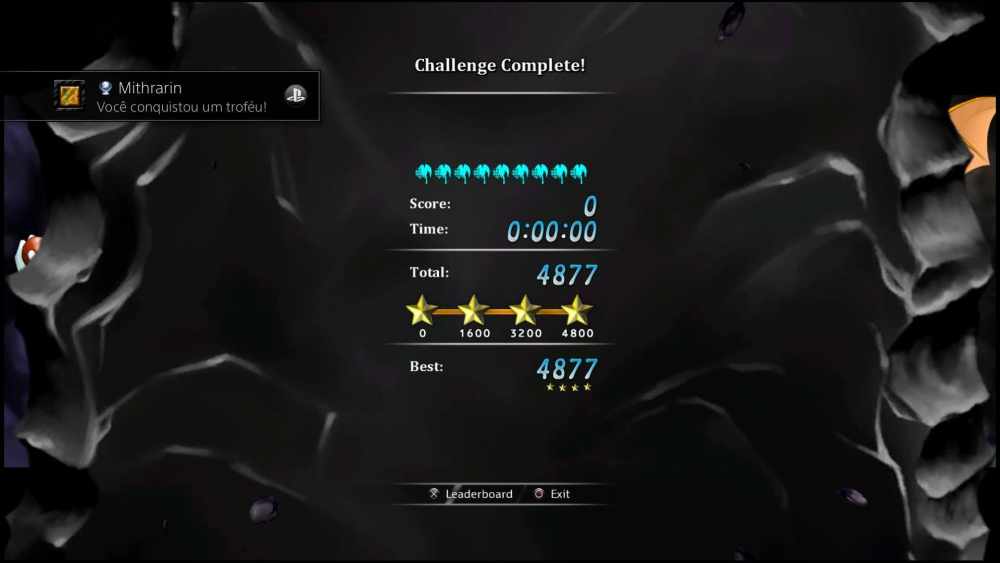 Challenge Complete!
Mithrarin
Você conquistou um troféu!
Score: 0
Time: 0:00:00
Total: 4877
0 1600 3200 4800
Best: 4877
Leaderboard Exit